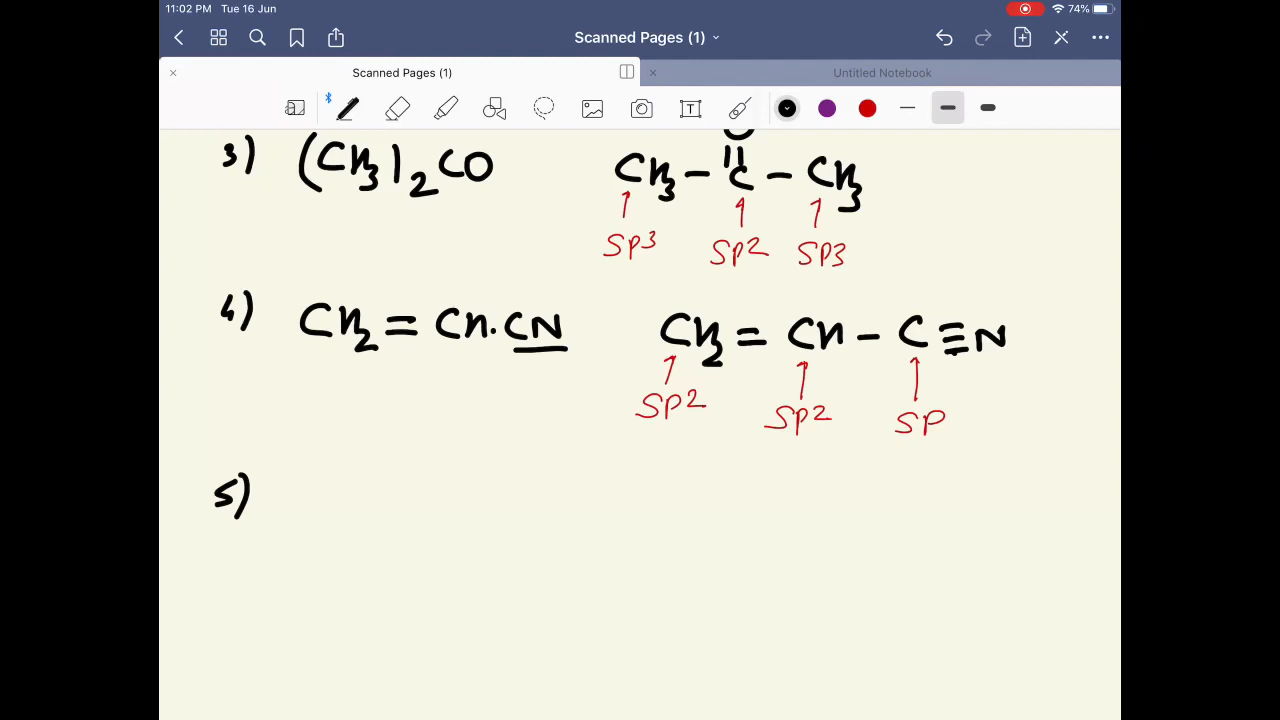 11:02 PM Tue 16 Jun 74%
Scanned Pages (1)
Scanned Pages (1) Untitled Notebook
3) (CH3)2CO CH3 - C - CH3
O
SP3 SP2 SP3
4) CH2 = CH.CN CH2 = CH - C ≡ N
SP2 SP2 SP
5)